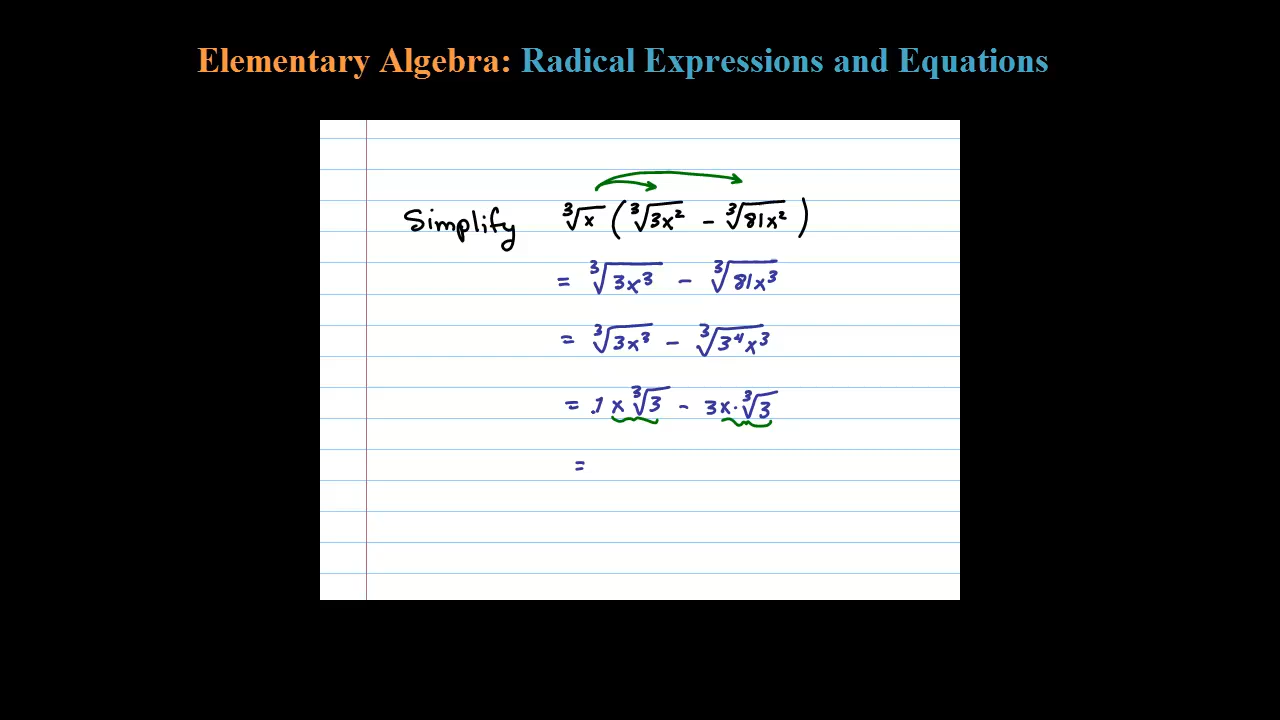 Elementary Algebra: Radical Expressions and Equations
Simplify ∛x (∛3x² - ∛81x²)
= ∛3x³ - ∛81x³
= ∛3x³ - ∛3⁴x³
= .1x∛3 - 3x·∛3
=